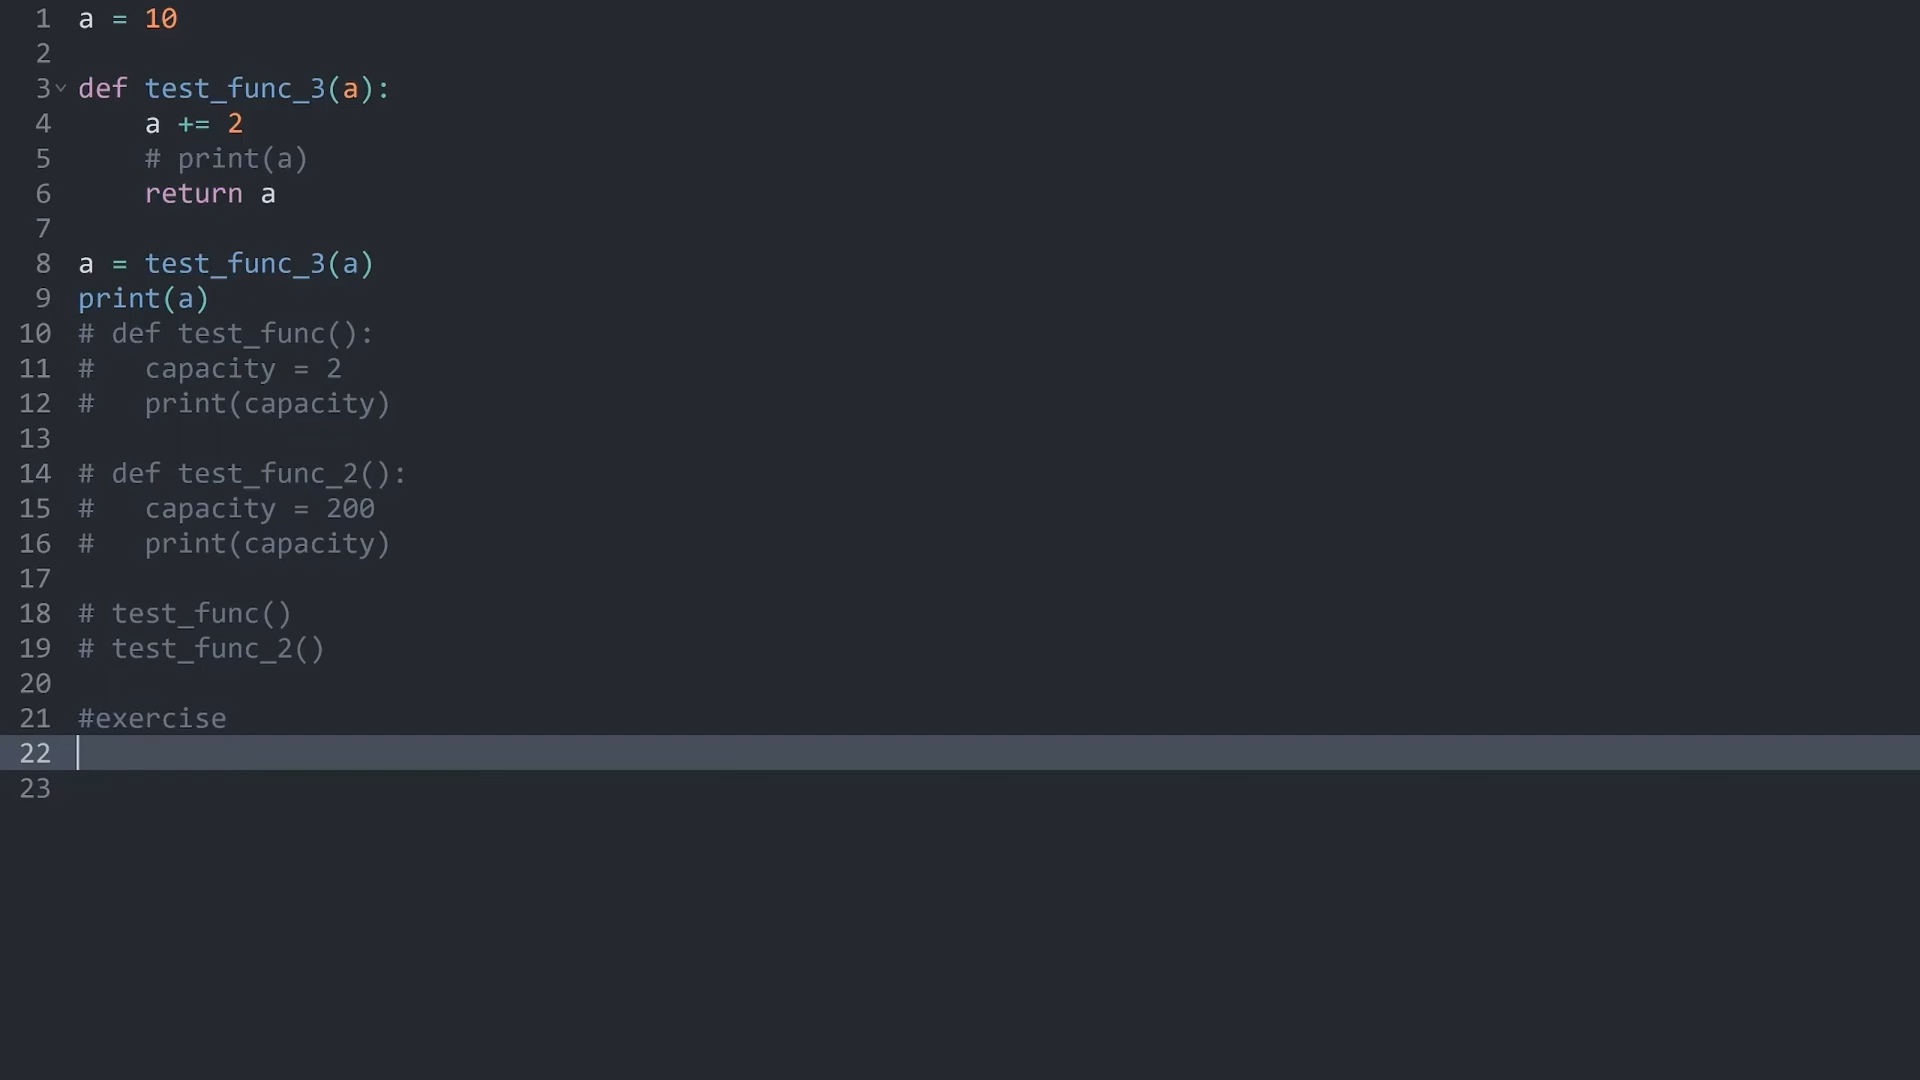 1 a = 10
2
3 def test_func_3(a):
4     a += 2
5     # print(a)
6     return a
7
8 a = test_func_3(a)
9 print(a)
10 # def test_func():
11 #   capacity = 2
12 #   print(capacity)
13
14 # def test_func_2():
15 #   capacity = 200
16 #   print(capacity)
17
18 # test_func()
19 # test_func_2()
20
21 #exercise
22
23